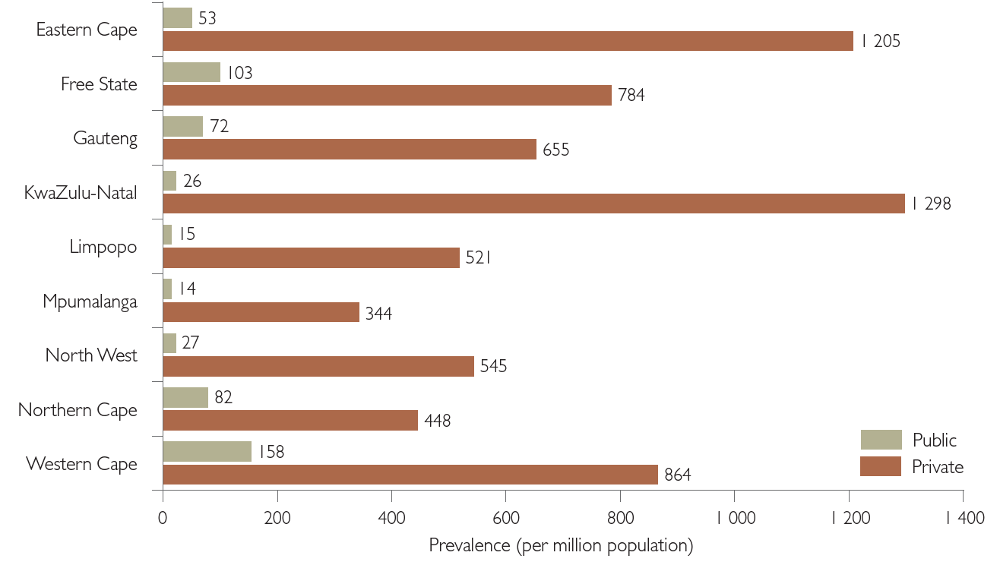 Eastern Cape
53
1 205
Free State
103
784
Gauteng
72
655
KwaZulu-Natal
26
1 298
Limpopo
15
521
Mpumalanga
14
344
North West
27
545
Northern Cape
82
448
Western Cape
158
864
Public
Private
0 200 400 600 800 1 000 1 200 1 400
Prevalence (per million population)